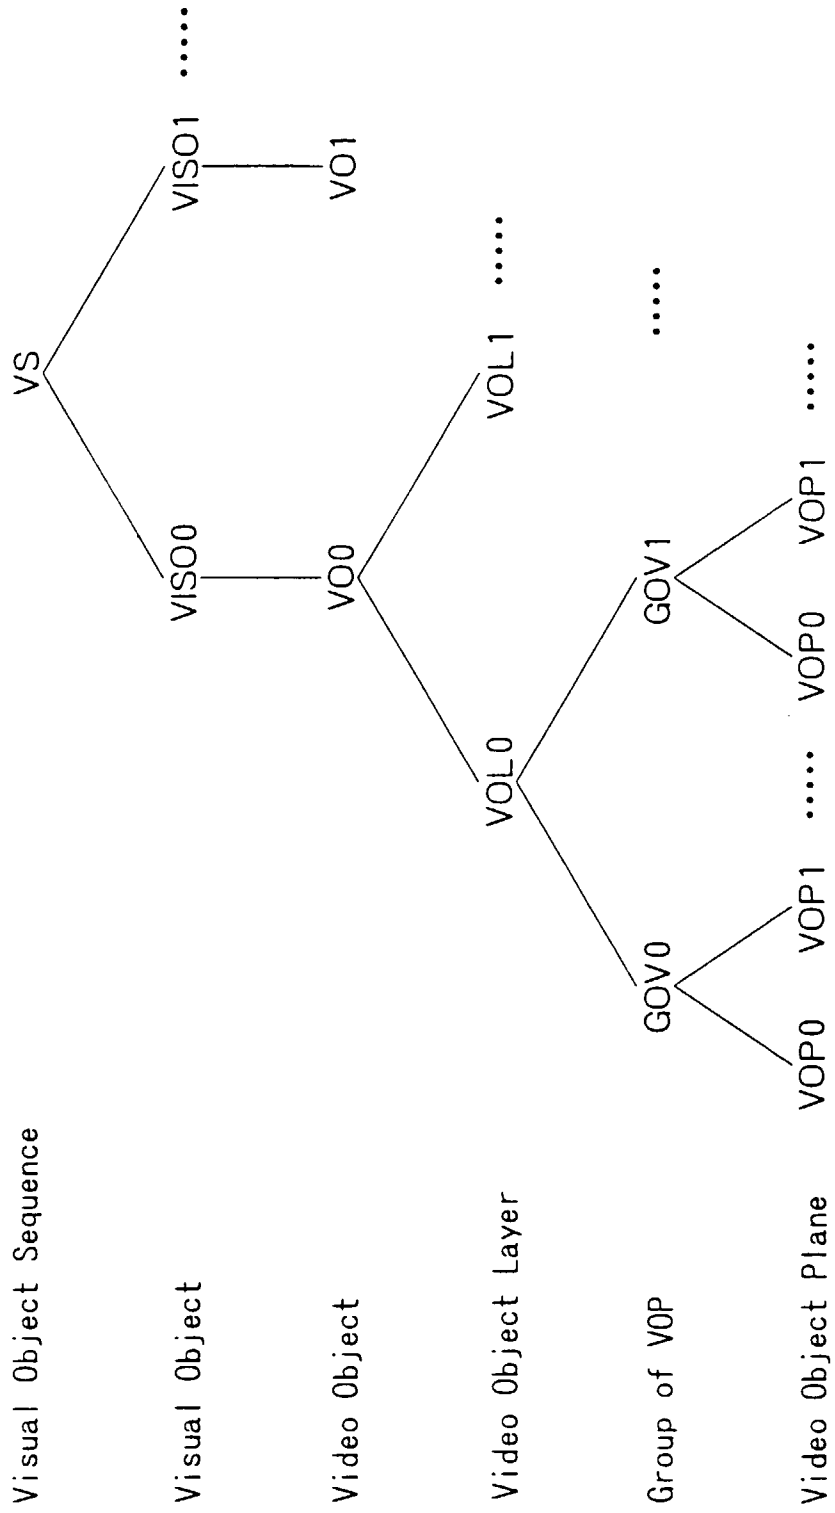 Visual Object Sequence VS
Visual Object VISO0 VISO1 .....
Video Object VO0 VO1
Video Object Layer VOL0 VOL1 .....
Group of VOP GOV0 GOV1 .....
Video Object Plane VOP0 VOP1 ..... VOP0 VOP1 .....